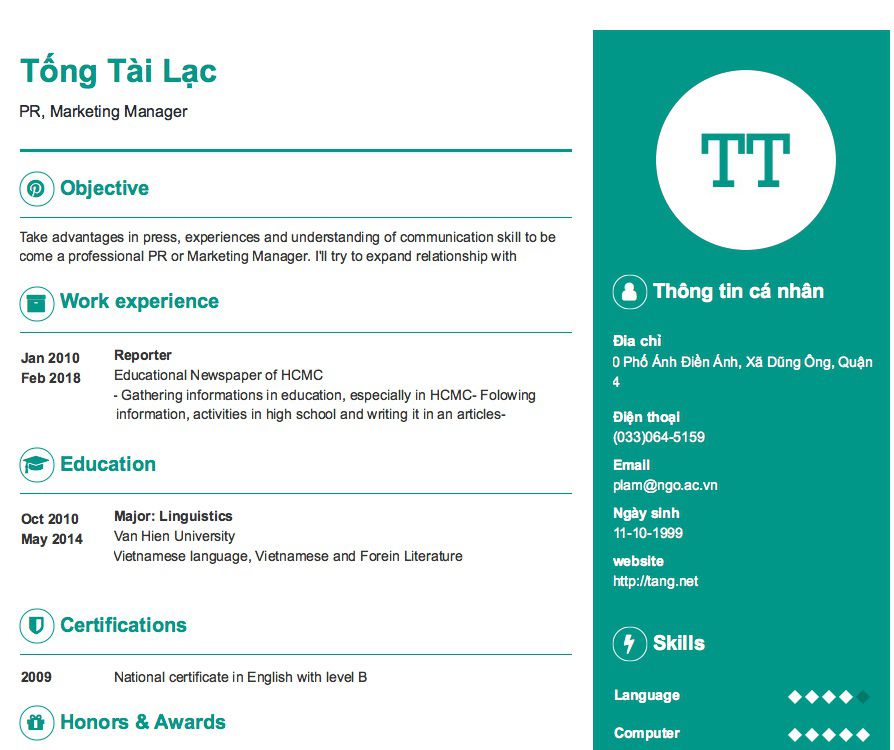 Tống Tài Lạc
PR, Marketing Manager
Objective
Take advantages in press, experiences and understanding of communication skill to be
come a professional PR or Marketing Manager. I'll try to expand relationship with
Work experience
Jan 2010
Feb 2018
Reporter
Educational Newspaper of HCMC
- Gathering informations in education, especially in HCMC- Folowing
information, activities in high school and writing it in an articles-
Education
Oct 2010
May 2014
Major: Linguistics
Van Hien University
Vietnamese language, Vietnamese and Forein Literature
Certifications
2009 National certificate in English with level B
Honors & Awards
TT
Thông tin cá nhân
Đia chỉ
0 Phố Ánh Điền Ánh, Xã Dũng Ông, Quận
4
Điện thoại
(033)064-5159
Email
plam@ngo.ac.vn
Ngày sinh
11-10-1999
website
http://tang.net
Skills
Language
Computer